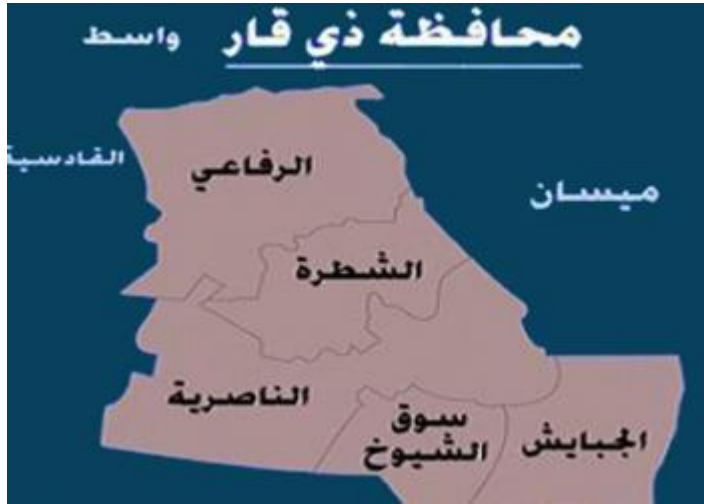 محافظة ذي قار
واسط
القادسية
الرفاعي
ميسان
الشطرة
الناصرية
سوق
الشيوخ
الجبايش